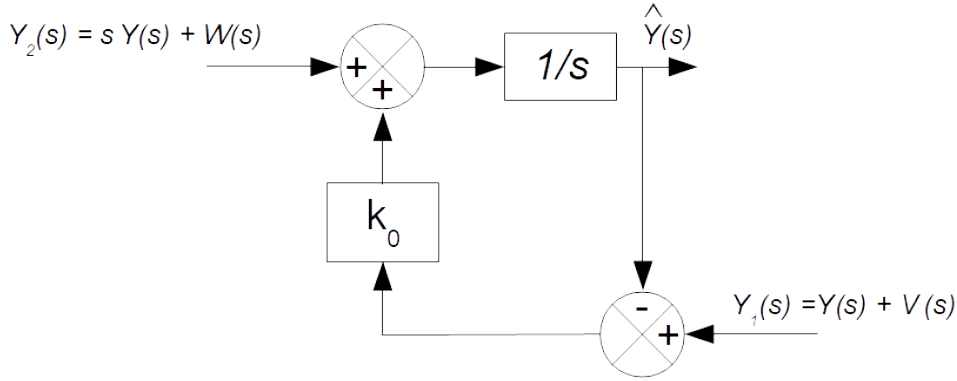 Y₂(s) = s Y(s) + W(s)
+
+
1/s
Ŷ(s)
k₀
-
+
Y₁(s) =Y(s) + V(s)